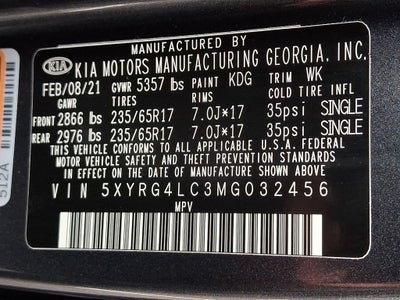 MANUFACTURED BY
KIA KIA MOTORS MANUFACTURING GEORGIA, INC.
FEB/08/21 GVWR 5357 lbs PAINT KDG TRIM WK
GAWR TIRES RIMS COLD TIRE INFL
FRONT 2866 lbs 235/65R17 7.0J×17 35psi SINGLE
REAR 2976 lbs 235/65R17 7.0J×17 35psi SINGLE
THIS VEHICLE CONFORMS TO ALL APPLICABLE U.S.A. FEDERAL
MOTOR VEHICLE SAFETY, BUMPER, AND THEFT PREVENTION STANDARDS
IN EFFECT ON THE DATE OF MANUFACTURE SHOWN ABOVE.
VIN 5XYRG4LC3MG032456
MPV
512A